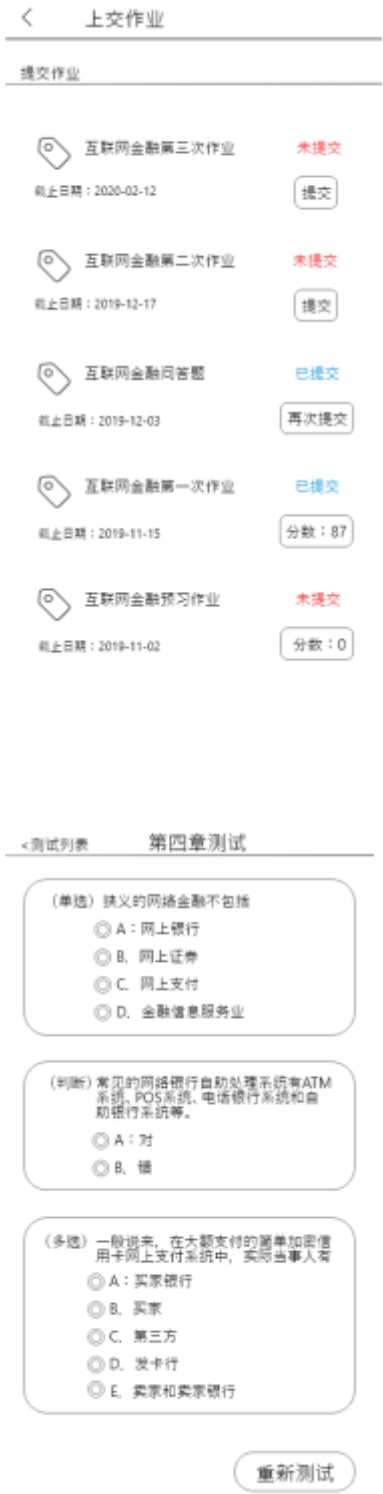 上交作业
提交作业
互联网金融第三次作业 未提交
截止日期：2020-02-12 提交
互联网金融第二次作业 未提交
截止日期：2019-12-17 提交
互联网金融问答题 已提交
截止日期：2019-12-03 再次提交
互联网金融第一次作业 已提交
截止日期：2019-11-15 分数：87
互联网金融预习作业 未提交
截止日期：2019-11-02 分数：0
<测试列表 第四章测试
（单选）狭义的网络金融不包括
A：网上银行
B、网上证券
C、网上支付
D、金融信息服务业
（判断）常见的网络银行自助处理系统有ATM
系统、POS系统、电话银行系统和自
助银行系统等。
A：对
B、错
（多选）一般说来，在大额支付的简单加密信
用卡网上支付系统中，实际当事人有
A：买家银行
B、买家
C、第三方
D、发卡行
E、卖家和卖家银行
重新测试